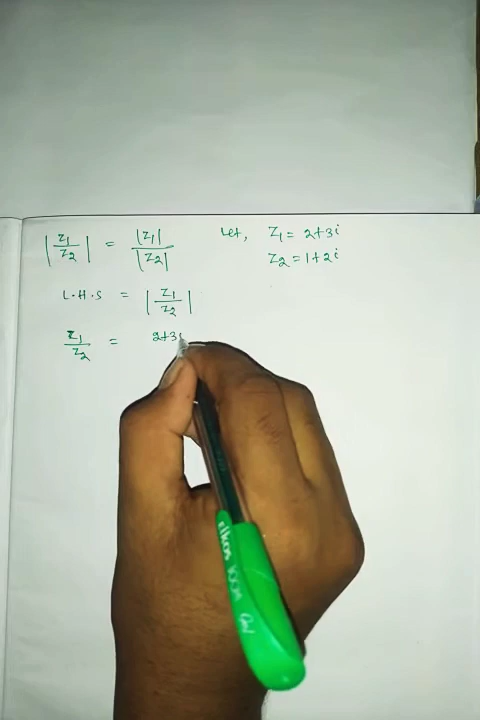 |z₁/z₂| = |z₁|/|z₂| Let, z₁ = 2+3i
z₂ = 1+2i
L.H.S = |z₁/z₂|
z₁/z₂ = 2+3i